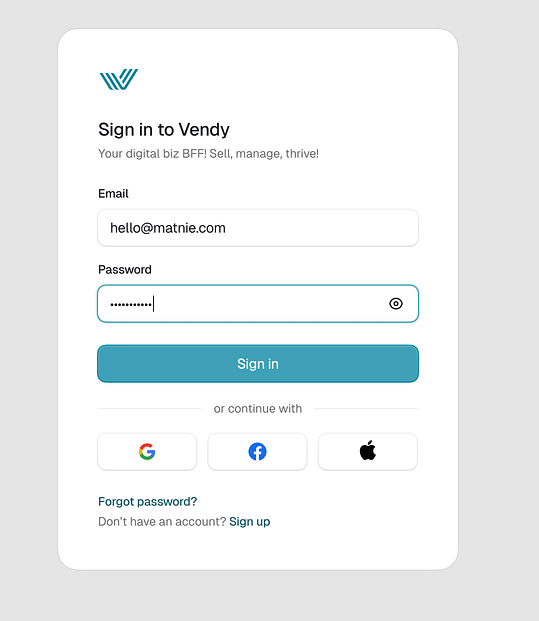 Sign in to Vendy
Your digital biz BFF! Sell, manage, thrive!
Email
hello@matnie.com
Password
•••••••••••
Sign in
or continue with
Forgot password?
Don't have an account? Sign up